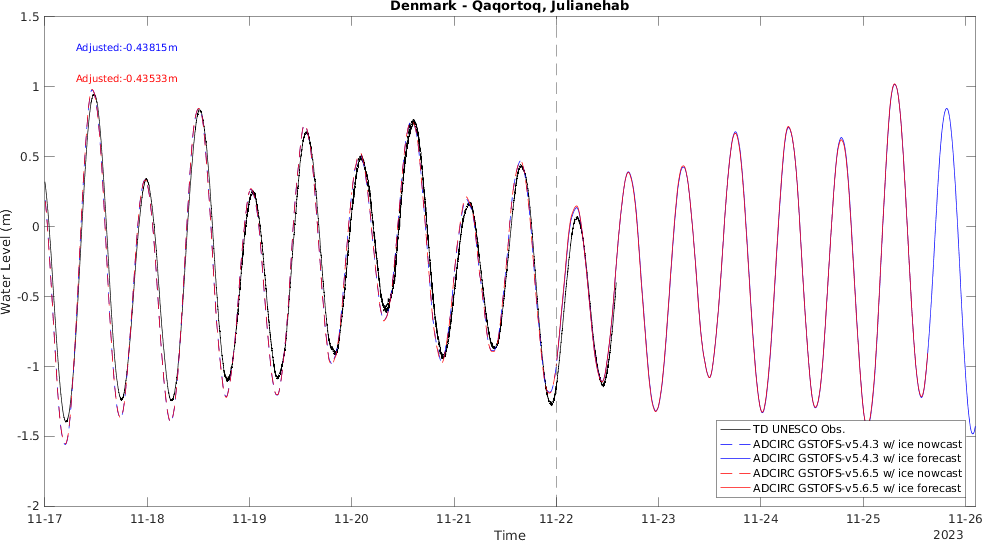 Denmark - Qaqortoq, Julianehab
1.5
1
0.5
0
-0.5
-1
-1.5
-2
Water Level (m)
Adjusted:-0.43815m
Adjusted:-0.43533m
TD UNESCO Obs.
ADCIRC GSTOFS-v5.4.3 w/ ice nowcast
ADCIRC GSTOFS-v5.4.3 w/ ice forecast
ADCIRC GSTOFS-v5.6.5 w/ ice nowcast
ADCIRC GSTOFS-v5.6.5 w/ ice forecast
11-17 11-18 11-19 11-20 11-21 11-22 11-23 11-24 11-25 11-26
Time
2023